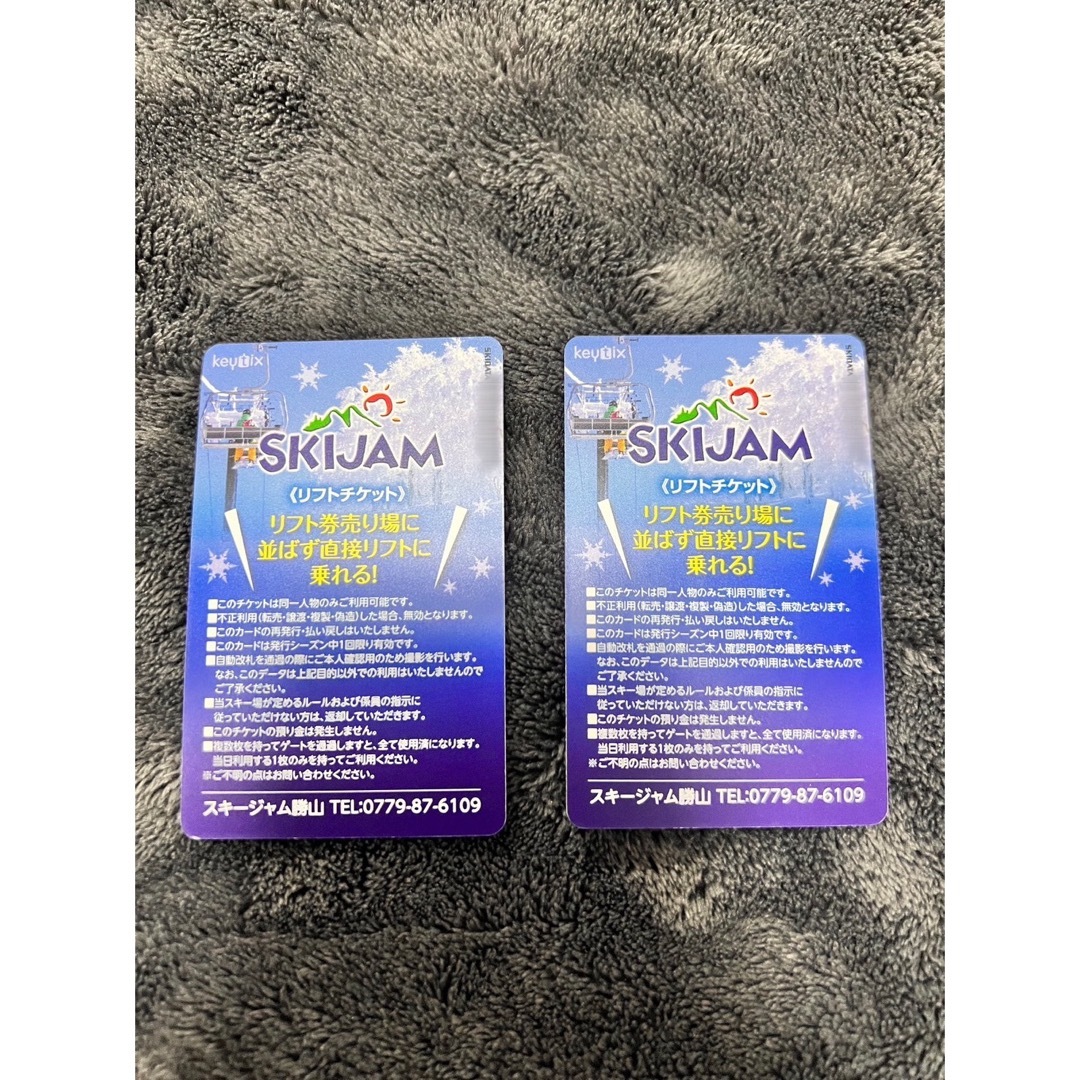 keytix
SKIJAM
《リフトチケット》
リフト券売り場に
並ばず直接リフトに
乗れる!
■このチケットは同一人物のみご利用可能です。
■不正利用(転売・譲渡・複製・偽造)した場合、無効となります。
■このカードの再発行・払い戻しはいたしません。
■このカードは発行シーズン中1回限り有効です。
■自動改札を通過の際にご本人確認用のため撮影を行います。
なお、このデータは上記目的以外での利用はいたしませんので
ご了承ください。
■当スキー場が定めるルールおよび係員の指示に
従っていただけない方は、返却していただきます。
■このチケットの預り金は発生しません。
■複数枚を持ってゲートを通過しますと、全て使用済になります。
当日利用する1枚のみを持ってご利用ください。
※ご不明の点はお問い合わせください。
スキージャム勝山 TEL:0779-87-6109
keytix
SKIJAM
《リフトチケット》
リフト券売り場に
並ばず直接リフトに
乗れる!
■このチケットは同一人物のみご利用可能です。
■不正利用(転売・譲渡・複製・偽造)した場合、無効となります。
■このカードの再発行・払い戻しはいたしません。
■このカードは発行シーズン中1回限り有効です。
■自動改札を通過の際にご本人確認用のため撮影を行います。
なお、このデータは上記目的以外での利用はいたしませんので
ご了承ください。
■当スキー場が定めるルールおよび係員の指示に
従っていただけない方は、返却していただきます。
■このチケットの預り金は発生しません。
■複数枚を持ってゲートを通過しますと、全て使用済になります。
当日利用する1枚のみを持ってご利用ください。
※ご不明の点はお問い合わせください。
スキージャム勝山 TEL:0779-87-6109